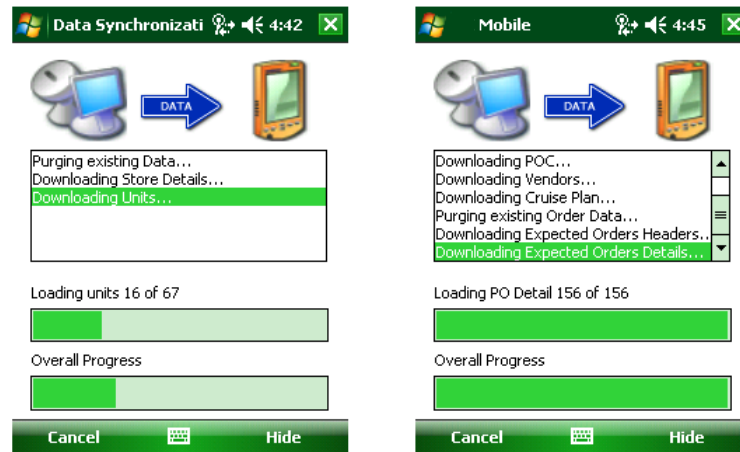 Data Synchronizati 4:42
DATA
Purging existing Data...
Downloading Store Details...
Downloading Units...
Loading units 16 of 67
Overall Progress
Cancel Hide
Mobile 4:45
DATA
Downloading POC...
Downloading Vendors...
Downloading Cruise Plan...
Purging existing Order Data...
Downloading Expected Orders Headers..
Downloading Expected Orders Details...
Loading PO Detail 156 of 156
Overall Progress
Cancel Hide